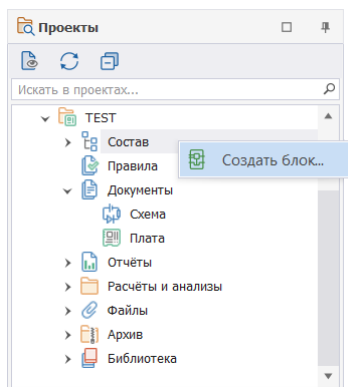 Проекты
Искать в проектах...
TEST
Состав
Создать блок...
Правила
Документы
Схема
Плата
Отчёты
Расчёты и анализы
Файлы
Архив
Библиотека